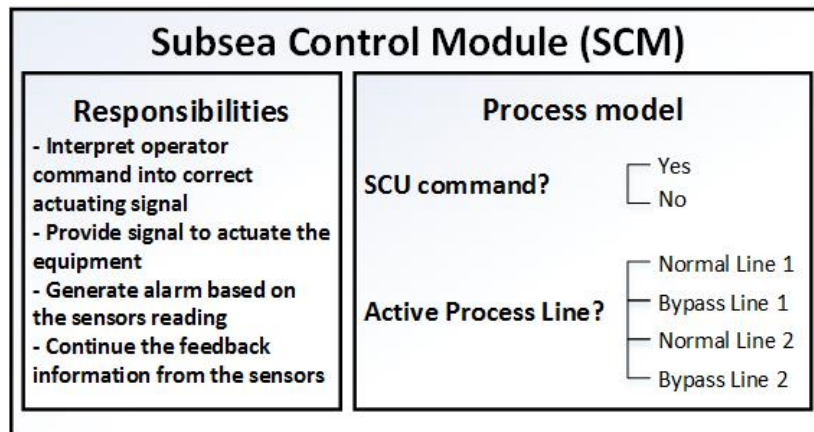 Subsea Control Module (SCM)
Responsibilities
- Interpret operator
command into correct
actuating signal
- Provide signal to actuate the
equipment
- Generate alarm based on
the sensors reading
- Continue the feedback
information from the sensors
Process model
SCU command?
Yes
No
Active Process Line?
Normal Line 1
Bypass Line 1
Normal Line 2
Bypass Line 2